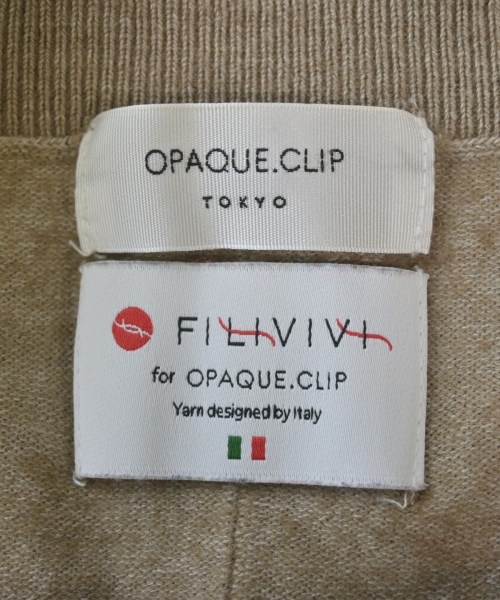 OPAQUE.CLIP
TOKYO
FILIVIVI
for OPAQUE.CLIP
Yarn designed by Italy